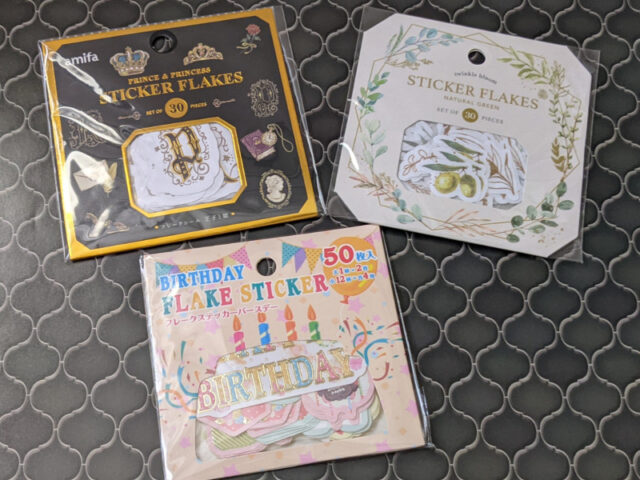 amifa
PRINCE & PRINCESS
STICKER FLAKES
SET OF 30 PIECES
twinkle bloom
STICKER FLAKES
NATURAL GREEN
SET OF 30 PIECES
BIRTHDAY
50枚入
FLAKE STICKER
フレークステッカーバースデー
BIRTHDAY